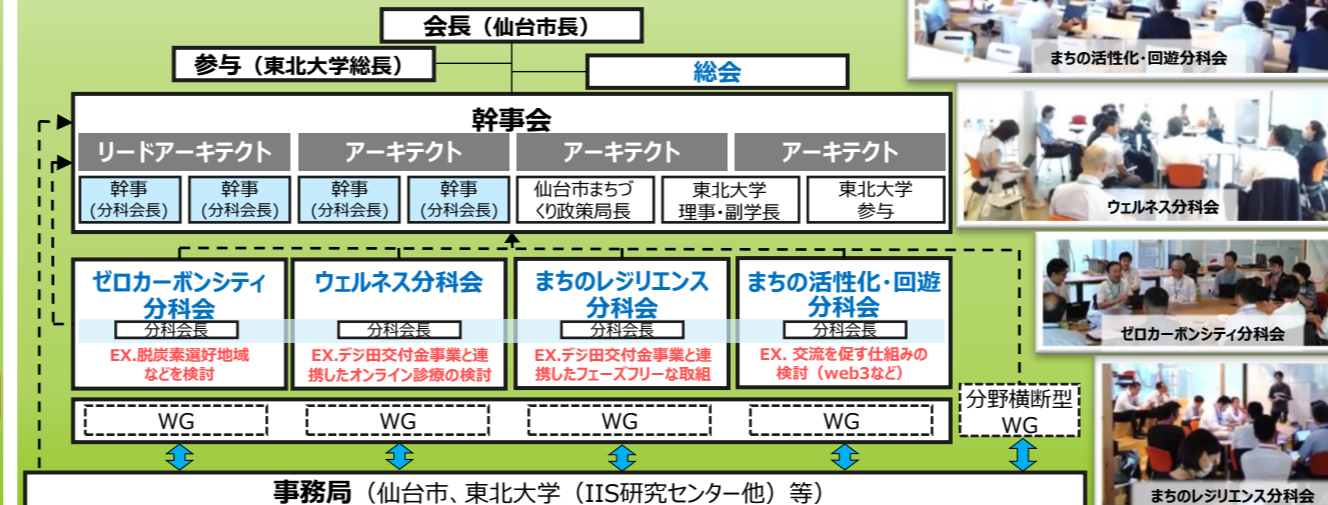 会長（仙台市長）
参与（東北大学総長）
総会
幹事会
リードアーキテクト
アーキテクト
アーキテクト
アーキテクト
幹事
(分科会長)
幹事
(分科会長)
幹事
(分科会長)
幹事
(分科会長)
仙台市まちづ
くり政策局長
東北大学
理事・副学長
東北大学
参与
ゼロカーボンシティ
分科会
分科会長
EX.脱炭素選好地域
などを検討
ウェルネス分科会
分科会長
EX.デジ田交付金事業と連
携したオンライン診療の検討
まちのレジリエンス
分科会
分科会長
EX.デジ田交付金事業と連
携したフェーズフリーな取組
まちの活性化・回遊
分科会
分科会長
EX. 交流を促す仕組みの
検討（web3など）
WG
WG
WG
WG
分野横断型
WG
事務局（仙台市、東北大学（IIS研究センター他）等）
まちの活性化・回遊分科会
ウェルネス分科会
ゼロカーボンシティ分科会
まちのレジリエンス分科会